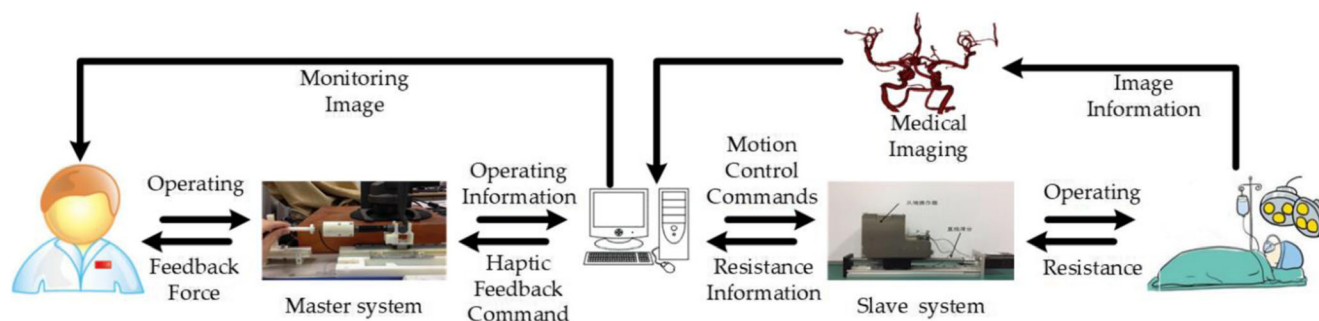 Monitoring
Image
Medical
Imaging
Image
Information
Operating
Feedback
Force
Master system
Operating
Information
Haptic
Feedback
Command
Motion
Control
Commands
Resistance
Information
Slave system
Operating
Resistance